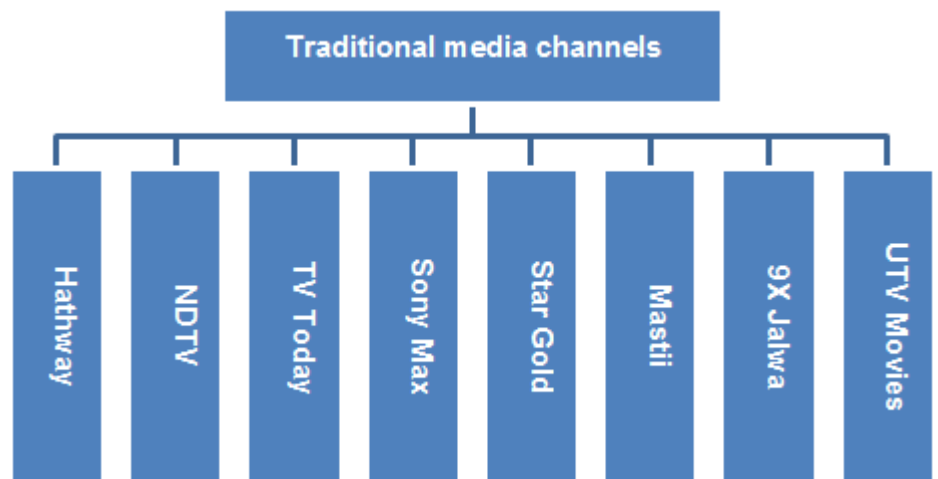 Traditional media channels
Hathway
NDTV
TV Today
Sony Max
Star Gold
Mastii
9X Jalwa
UTV Movies